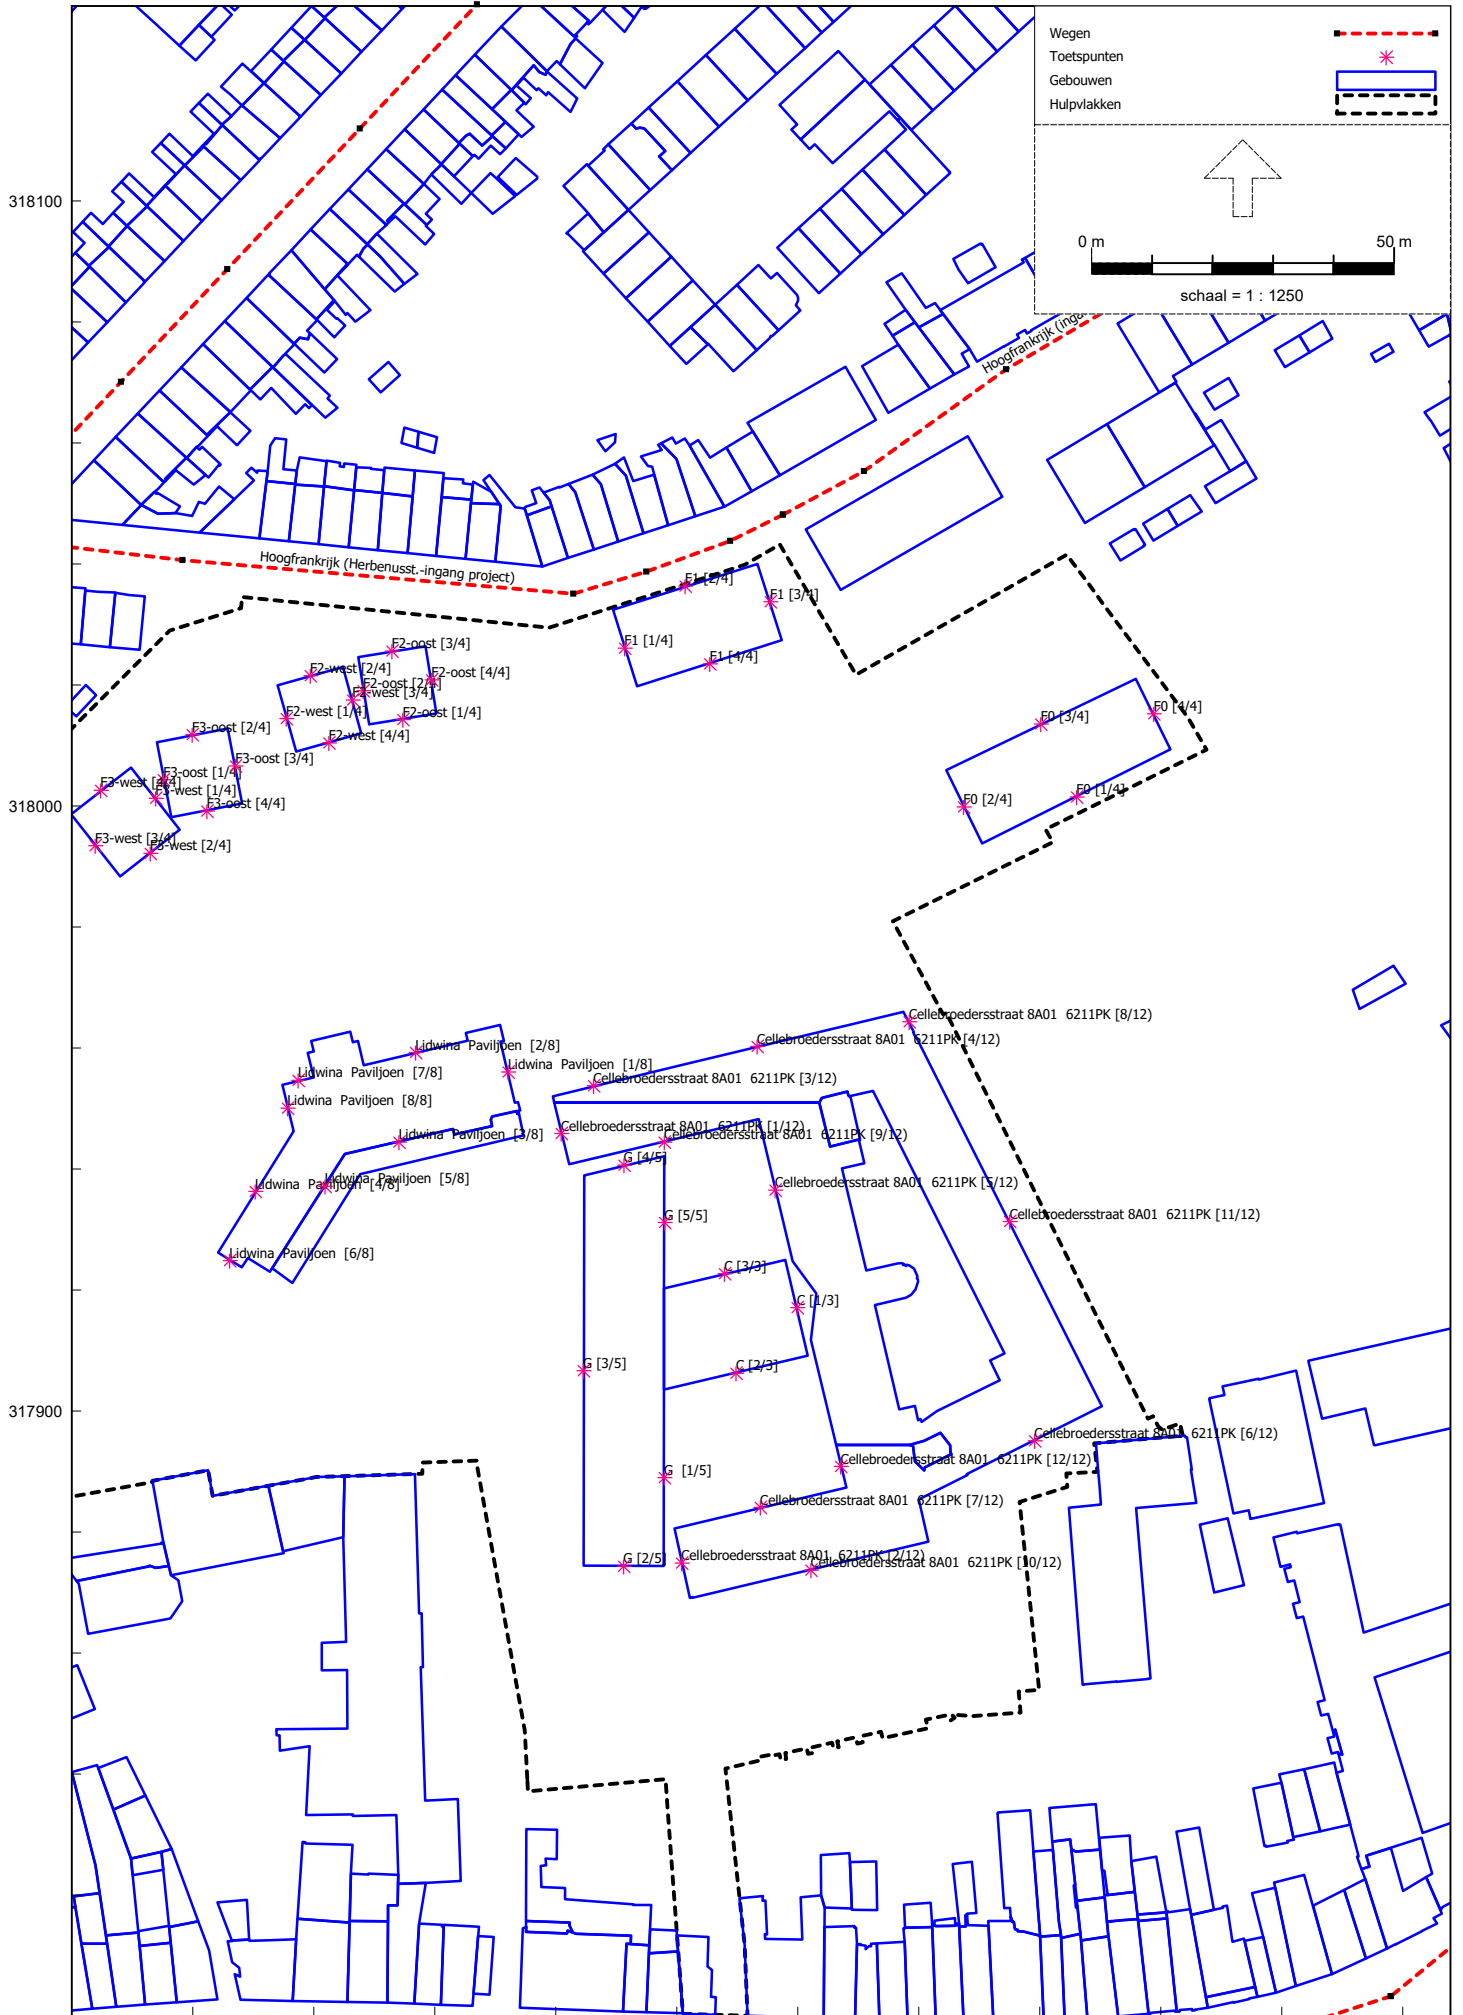 Wegen
Toetspunten
Gebouwen
Hulpvlakken
318100
0 m
50 m
schaal = 1 : 1250
Hoogfrankrijk (inga
Hoogfrankrijk (Herbenusst.-ingang project)
F1 [2/4]
F1 [3/4]
F1 [1/4]
F1 [4/4]
F2-oost [3/4]
F2-west [2/4]
F2-oost [4/4]
F2-oost [2/4]
F2-west [3/4]
F2-west [1/4]
F2-oost [1/4]
F2-west [4/4]
F0 [4/4]
F0 [3/4]
F3-oost [2/4]
F3-oost [3/4]
F3-oost [1/4]
F3-west [4/4]
F3-west [1/4]
F0 [1/4]
318000
F3-oost [4/4]
F0 [2/4]
F3-west [3/4]
F3-west [2/4]
Cellebroedersstraat 8A01 6211PK [8/12]
Cellebroedersstraat 8A01 6211PK [4/12]
Lidwina Paviljoen [2/8]
Lidwina Paviljoen [1/8]
Lidwina Paviljoen [7/8]
Cellebroedersstraat 8A01 6211PK [3/12]
Lidwina Paviljoen [8/8]
Cellebroedersstraat 8A01 6211PK [1/12]
Lidwina Paviljoen [3/8]
Cellebroedersstraat 8A01 6211PK [9/12]
G [4/5]
Lidwina Paviljoen [5/8]
Lidwina Paviljoen [4/8]
Cellebroedersstraat 8A01 6211PK [5/12]
G [5/5]
Cellebroedersstraat 8A01 6211PK [11/12]
Lidwina Paviljoen [6/8]
C [3/3]
C [1/3]
G [3/5]
C [2/3]
317900
Cellebroedersstraat 8A01 6211PK [6/12]
Cellebroedersstraat 8A01 6211PK [12/12]
G [1/5]
Cellebroedersstraat 8A01 6211PK [7/12]
G [2/5]
Cellebroedersstraat 8A01 6211PK [2/12]
Cellebroedersstraat 8A01 6211PK [10/12]